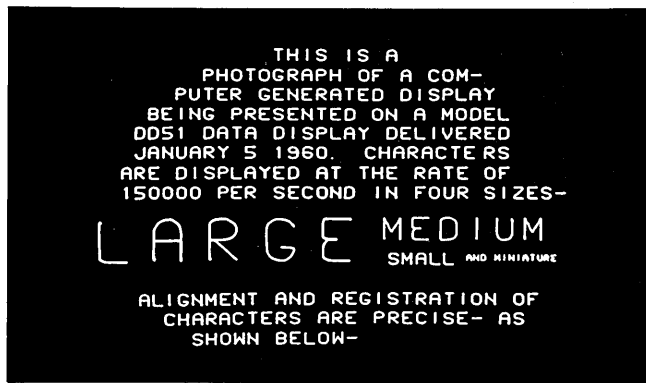 THIS IS A
PHOTOGRAPH OF A COM-
PUTER GENERATED DISPLAY
BEING PRESENTED ON A MODEL
DD51 DATA DISPLAY DELIVERED
JANUARY 5 1960. CHARACTERS
ARE DISPLAYED AT THE RATE OF
150000 PER SECOND IN FOUR SIZES-
LARGE MEDIUM
SMALL AND MINIATURE
ALIGNMENT AND REGISTRATION OF
CHARACTERS ARE PRECISE- AS
SHOWN BELOW-